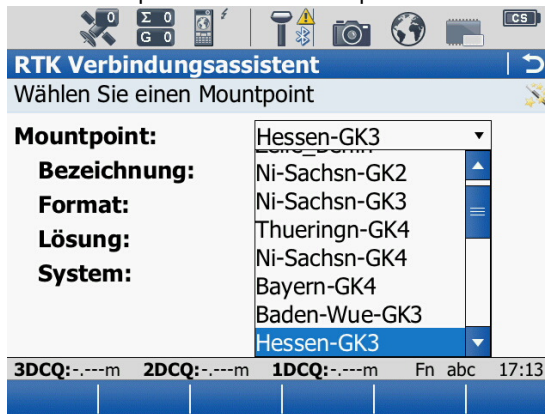 0
Σ 0
G 0
CS
RTK Verbindungsassistent
Wählen Sie einen Mountpoint
Mountpoint:
Hessen-GK3
Bezeichnung:
Format:
Lösung:
System:
Ni-Sachsn-GK2
Ni-Sachsn-GK3
Thueringn-GK4
Ni-Sachsn-GK4
Bayern-GK4
Baden-Wue-GK3
Hessen-GK3
3DCQ:-.---m 2DCQ:-.---m 1DCQ:-.---m Fn abc 17:13